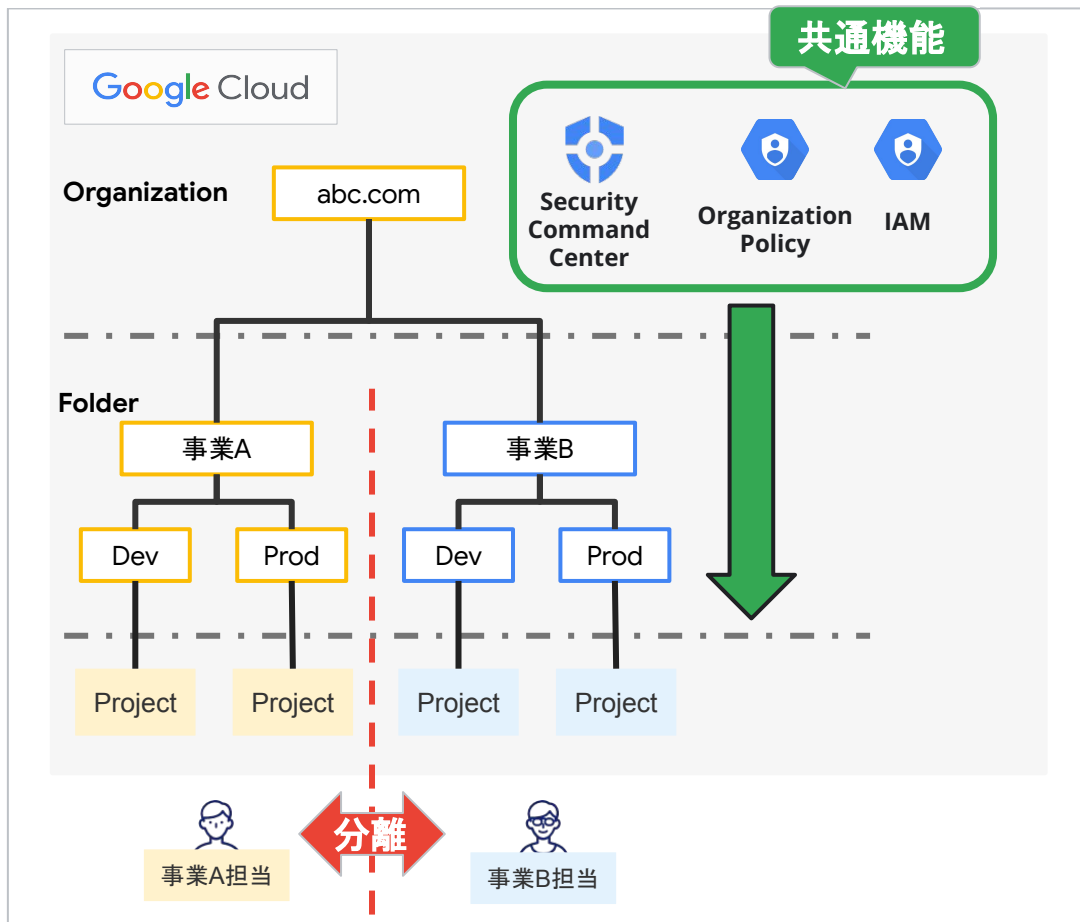 共通機能
Google Cloud
Security
Command
Center
Organization
Policy
IAM
Organization
abc.com
Folder
事業A
事業B
Dev
Prod
Dev
Prod
Project
Project
Project
Project
分離
事業A担当
事業B担当